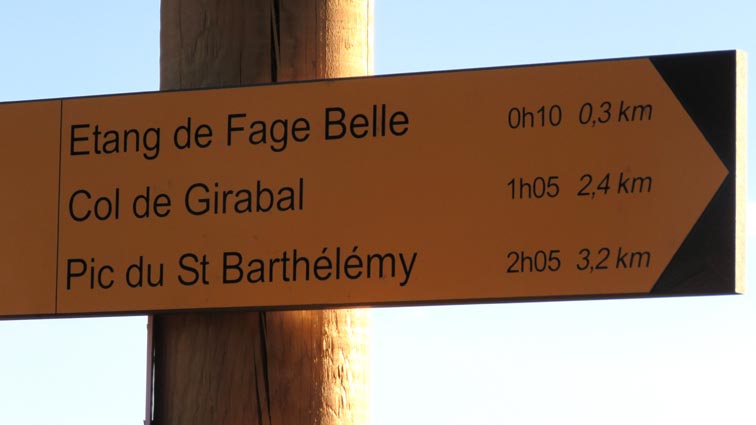 Etang de Fage Belle 0h10 0,3 km
Col de Girabal 1h05 2,4 km
Pic du St Barthélémy 2h05 3,2 km